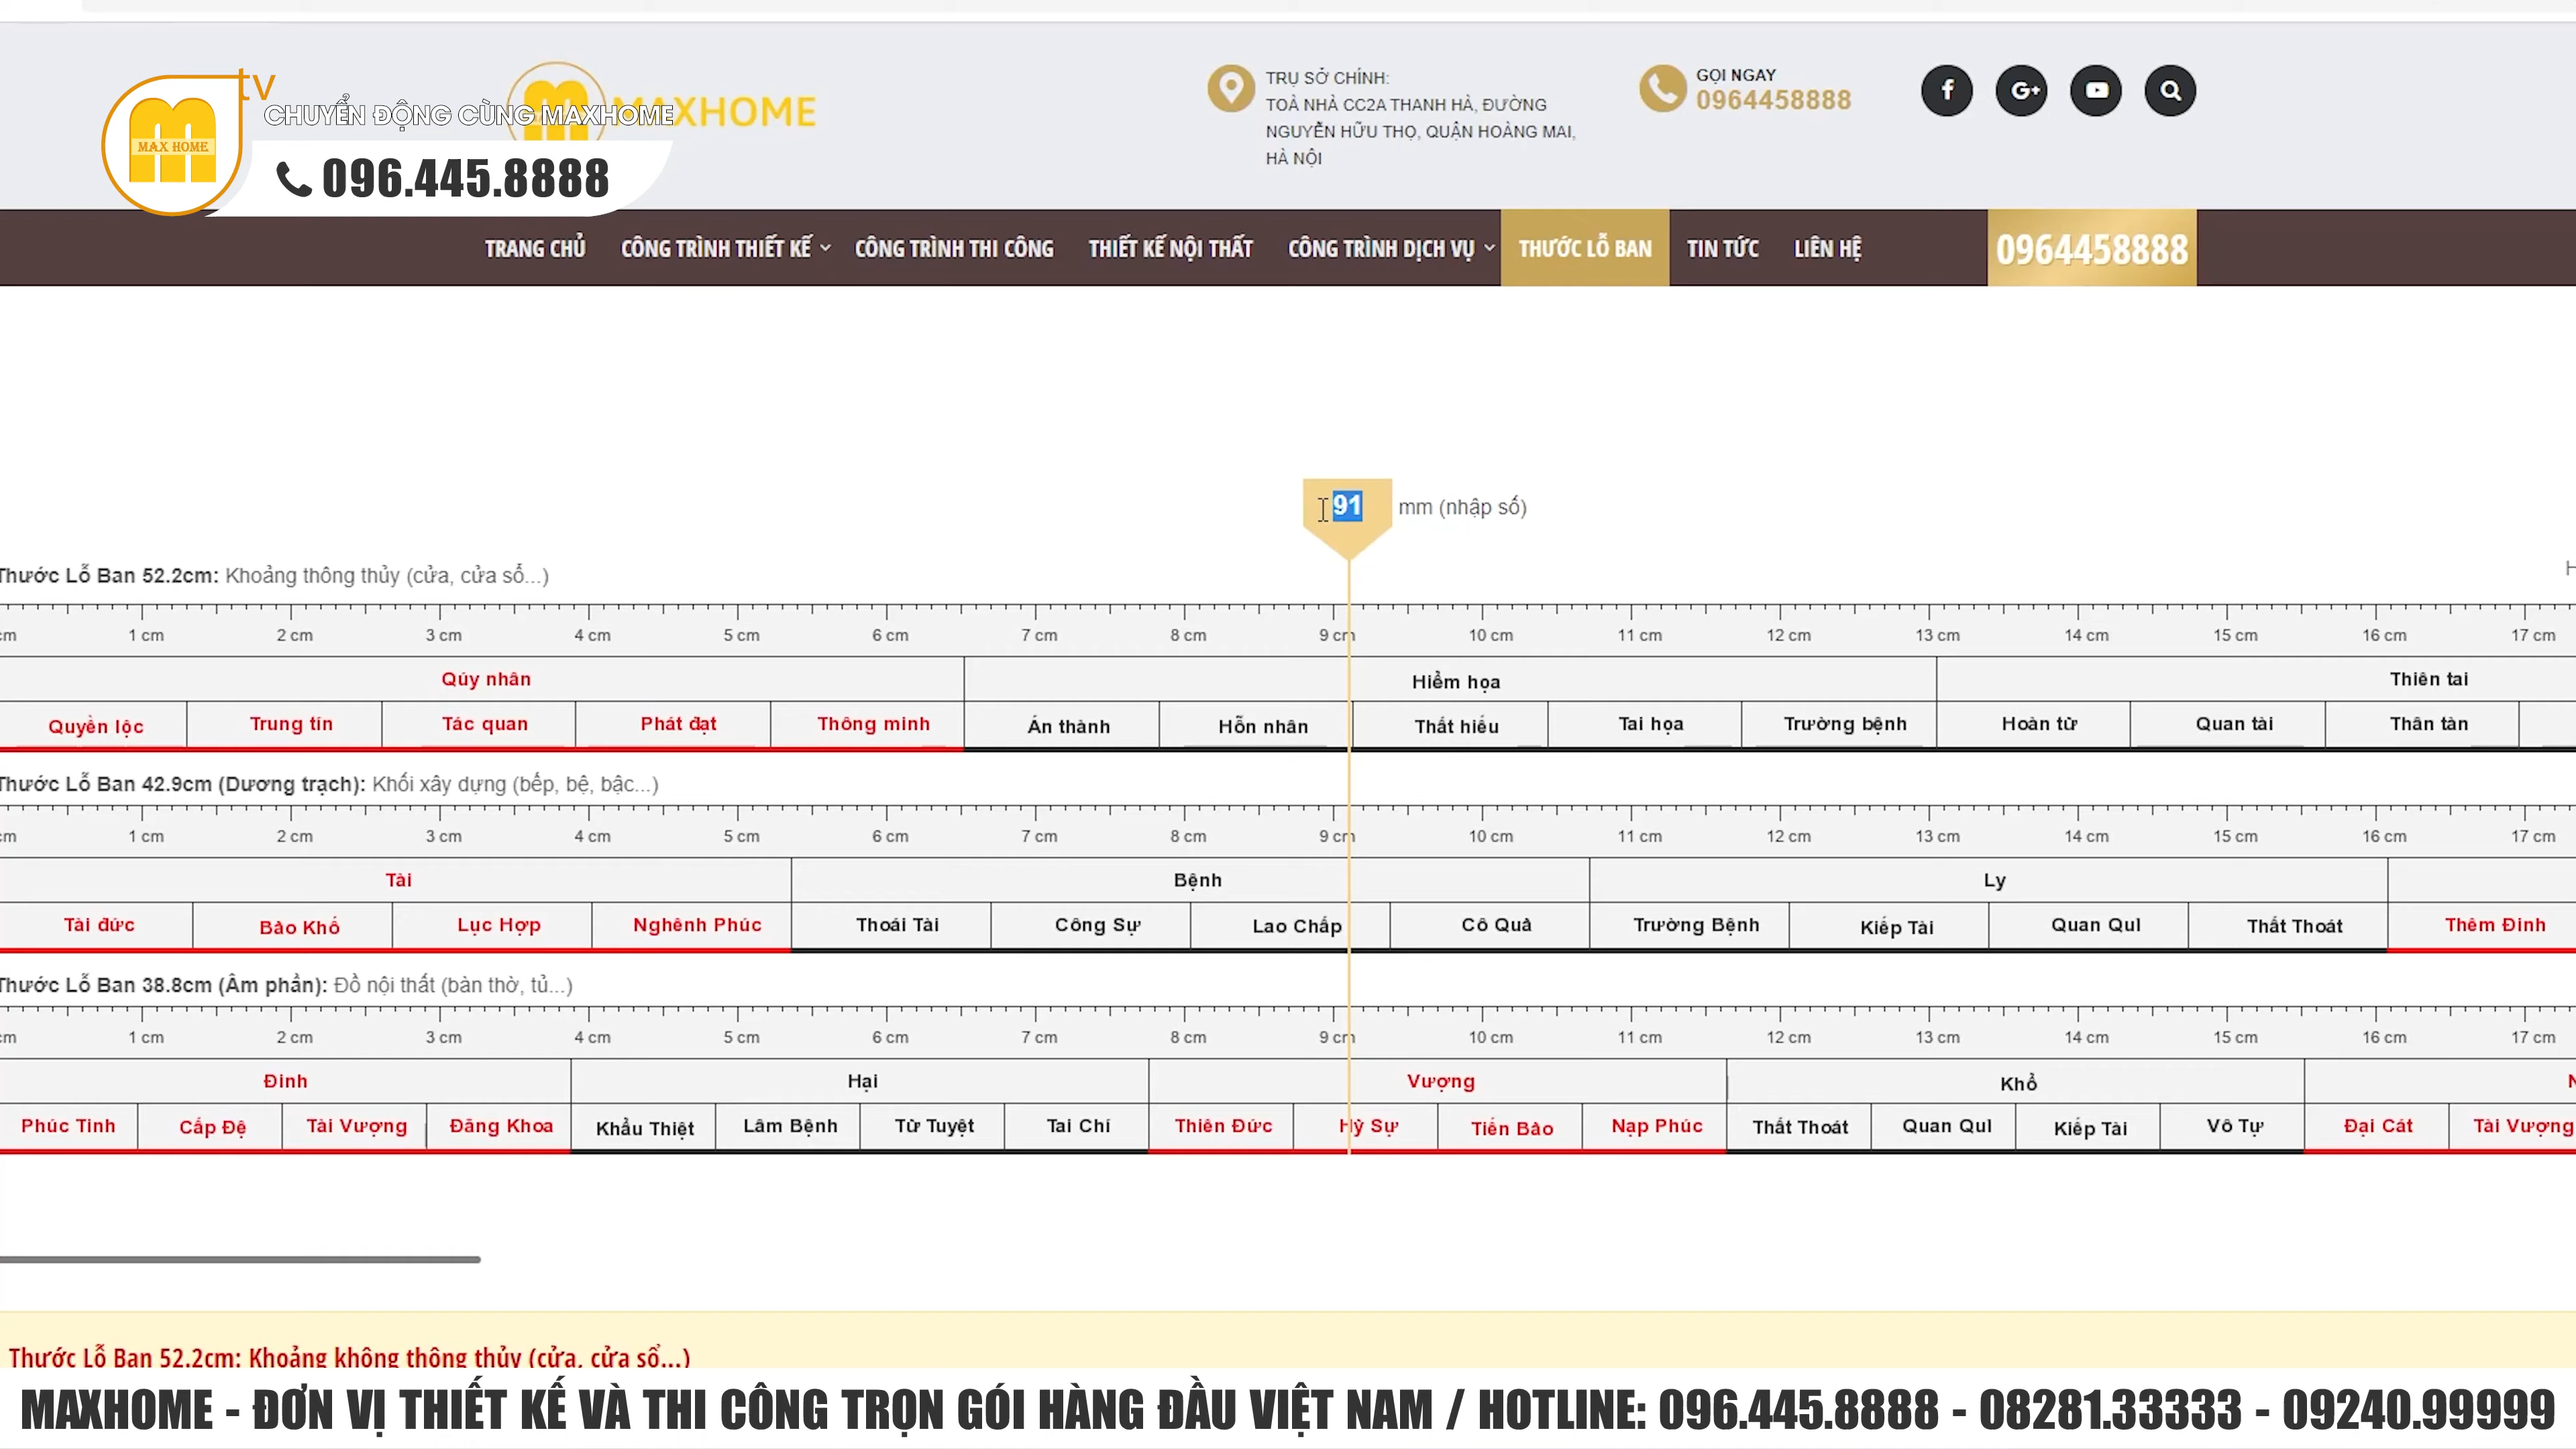 tv
CHUYỂN ĐỘNG CÙNG MAXHOME
MAX HOME
096.445.8888
MAXHOME
TRỤ SỞ CHÍNH:
TOÀ NHÀ CC2A THANH HÀ, ĐƯỜNG
NGUYỄN HỮU THỌ, QUẬN HOÀNG MAI,
HÀ NỘI
GỌI NGAY
0964458888
TRANG CHỦ CÔNG TRÌNH THIẾT KẾ CÔNG TRÌNH THI CÔNG THIẾT KẾ NỘI THẤT CÔNG TRÌNH DỊCH VỤ THƯỚC LỖ BAN TIN TỨC LIÊN HỆ 0964458888
91 mm (nhập số)
Thước Lỗ Ban 52.2cm: Khoảng thông thủy (cửa, cửa sổ...) H
cm 1 cm 2 cm 3 cm 4 cm 5 cm 6 cm 7 cm 8 cm 9 cm 10 cm 11 cm 12 cm 13 cm 14 cm 15 cm 16 cm 17 cm
Qúy nhân Hiểm họa Thiên tai
Quyền lộc Trung tín Tác quan Phát đạt Thông minh Án thành Hỗn nhân Thất hiếu Tai họa Trường bệnh Hoàn tử Quan tài Thân tàn
Thước Lỗ Ban 42.9cm (Dương trạch): Khối xây dựng (bếp, bệ, bậc...)
cm 1 cm 2 cm 3 cm 4 cm 5 cm 6 cm 7 cm 8 cm 9 cm 10 cm 11 cm 12 cm 13 cm 14 cm 15 cm 16 cm 17 cm
Tài Bệnh Ly
Tài đức Bảo Khố Lục Hợp Nghênh Phúc Thoái Tài Công Sự Lao Chấp Cô Quả Trường Bệnh Kiếp Tài Quan Quỉ Thất Thoát Thêm Đinh
Thước Lỗ Ban 38.8cm (Âm phần): Đồ nội thất (bàn thờ, tủ...)
cm 1 cm 2 cm 3 cm 4 cm 5 cm 6 cm 7 cm 8 cm 9 cm 10 cm 11 cm 12 cm 13 cm 14 cm 15 cm 16 cm 17 cm
Đinh Hại Vượng Khổ N
Phúc Tinh Cấp Đệ Tài Vượng Đăng Khoa Khẩu Thiệt Lâm Bệnh Tử Tuyệt Tai Chí Thiên Đức Hỷ Sự Tiến Bảo Nạp Phúc Thất Thoát Quan Quỉ Kiếp Tài Vô Tự Đại Cát Tài Vượng
Thước Lỗ Ban 52.2cm: Khoảng không thông thủy (cửa, cửa sổ...)
MAXHOME - ĐƠN VỊ THIẾT KẾ VÀ THI CÔNG TRỌN GÓI HÀNG ĐẦU VIỆT NAM / HOTLINE: 096.445.8888 - 08281.33333 - 09240.99999